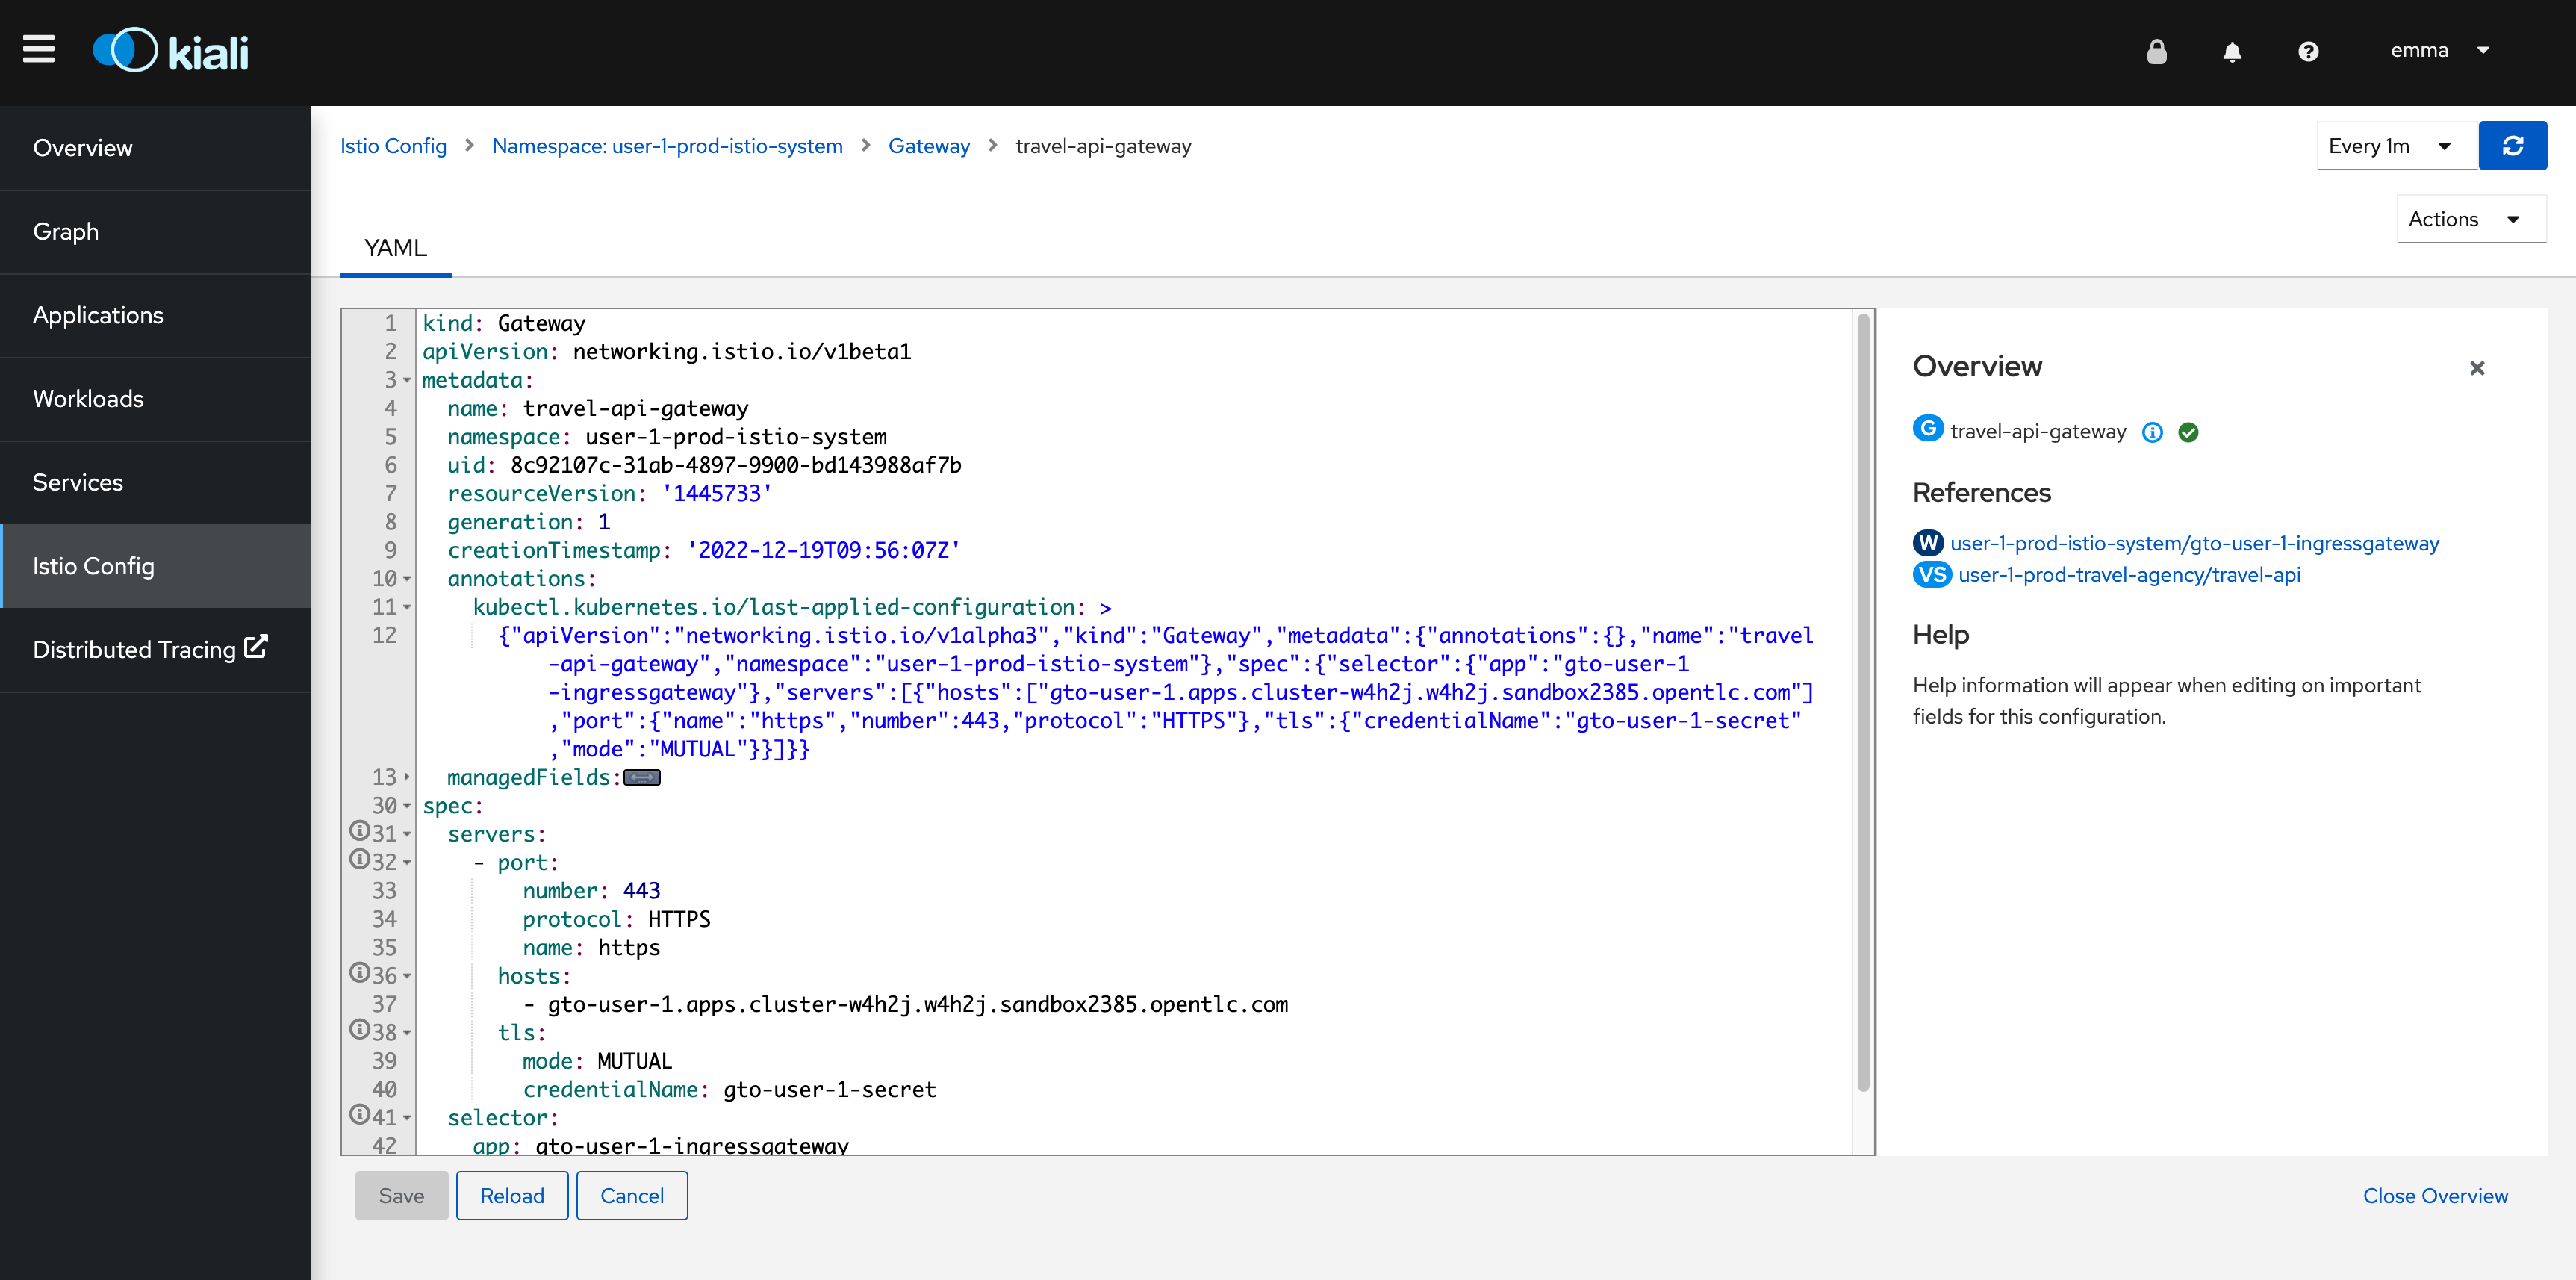 kiali
emma
Overview
Graph
Applications
Workloads
Services
Istio Config
Distributed Tracing
Istio Config > Namespace: user-1-prod-istio-system > Gateway > travel-api-gateway
Every 1m
Actions
YAML
1 kind: Gateway
2 apiVersion: networking.istio.io/v1beta1
3 metadata:
4 name: travel-api-gateway
5 namespace: user-1-prod-istio-system
6 uid: 8c92107c-31ab-4897-9900-bd143988af7b
7 resourceVersion: '1445733'
8 generation: 1
9 creationTimestamp: '2022-12-19T09:56:07Z'
10 annotations:
11 kubectl.kubernetes.io/last-applied-configuration: >
12 {"apiVersion":"networking.istio.io/v1alpha3","kind":"Gateway","metadata":{"annotations":{},"name":"travel
-api-gateway","namespace":"user-1-prod-istio-system"},"spec":{"selector":{"app":"gto-user-1
-ingressgateway"},"servers":[{"hosts":["gto-user-1.apps.cluster-w4h2j.w4h2j.sandbox2385.opentlc.com"]
,"port":{"name":"https","number":443,"protocol":"HTTPS"},"tls":{"credentialName":"gto-user-1-secret"
,"mode":"MUTUAL"}}]}}
13 managedFields:
30 spec:
31 servers:
32 - port:
33 number: 443
34 protocol: HTTPS
35 name: https
36 hosts:
37 - gto-user-1.apps.cluster-w4h2j.w4h2j.sandbox2385.opentlc.com
38 tls:
39 mode: MUTUAL
40 credentialName: gto-user-1-secret
41 selector:
42 app: gto-user-1-ingressgateway
Overview
G travel-api-gateway
References
W user-1-prod-istio-system/gto-user-1-ingressgateway
VS user-1-prod-travel-agency/travel-api
Help
Help information will appear when editing on important
fields for this configuration.
Save
Reload
Cancel
Close Overview